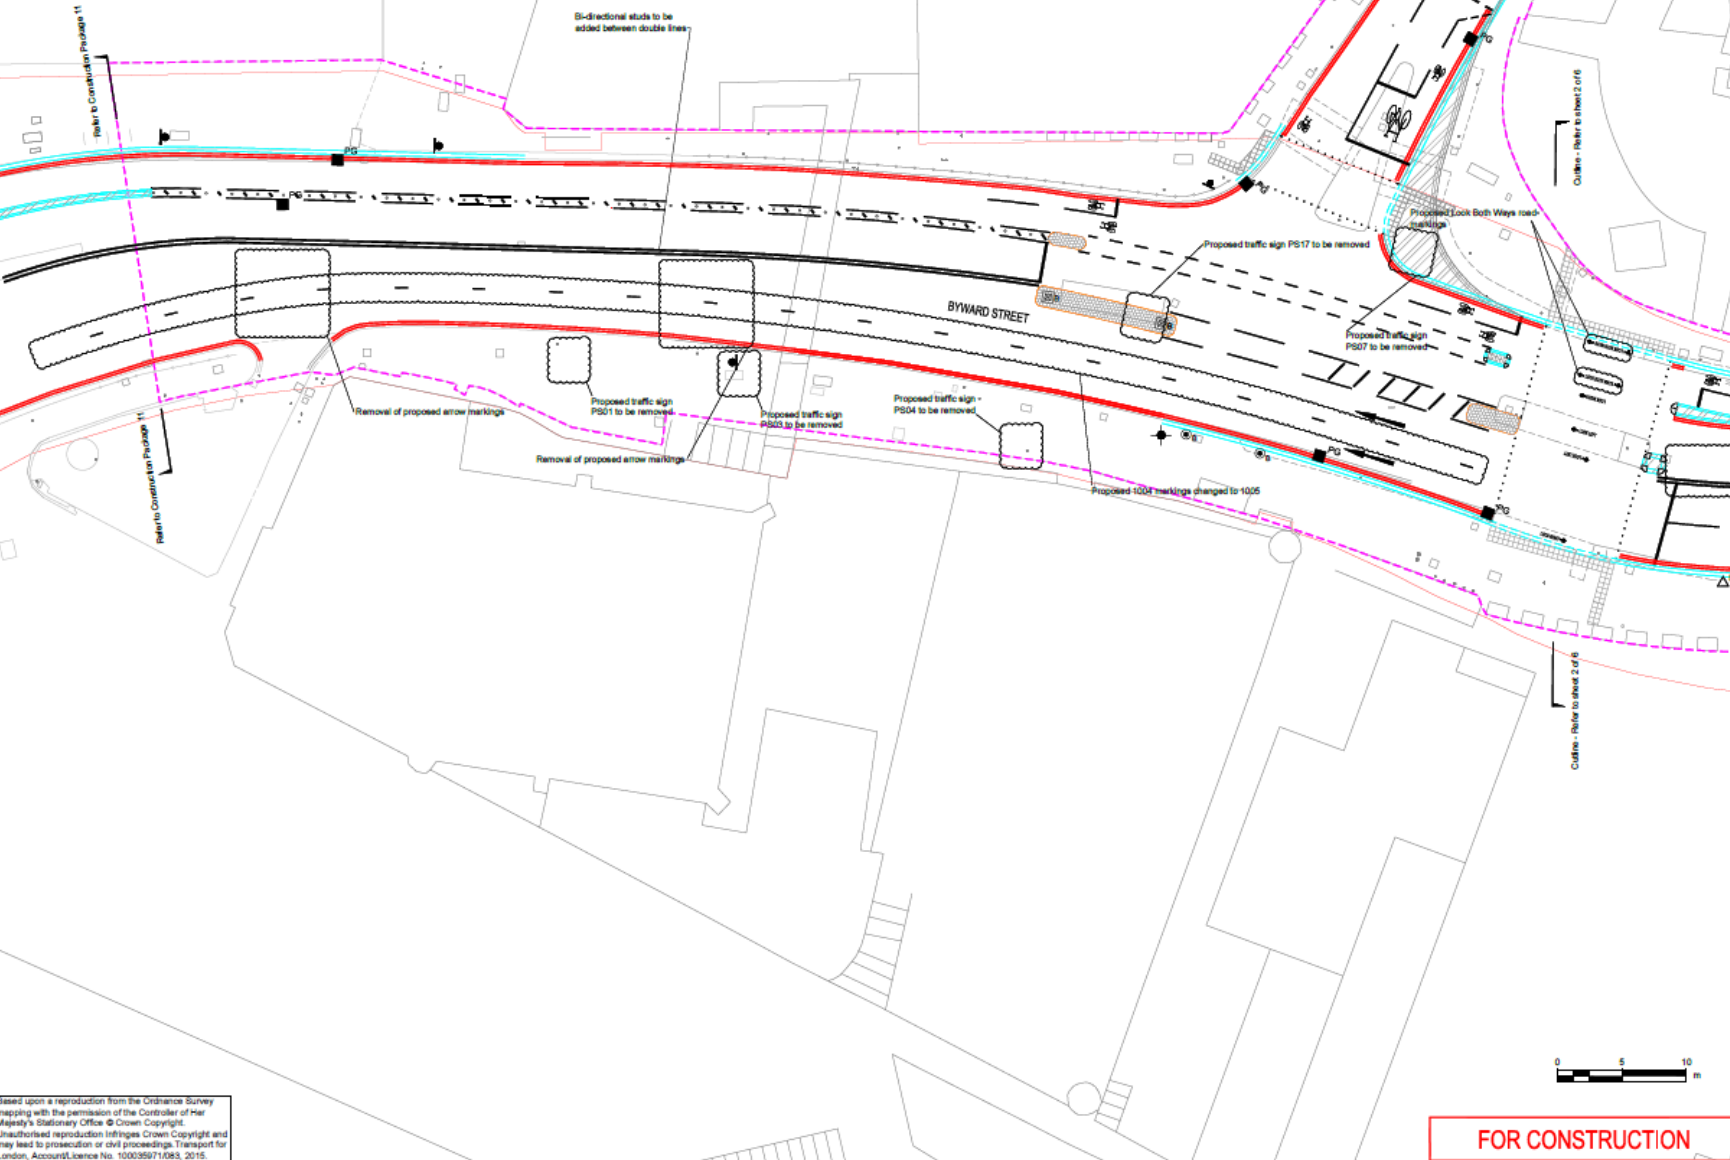 Bi-directional studs to be
added between double lines
Refer to Construction Package 11
PG
PG
PG
PG
Cutline - Refer to sheet 2 of 6
Proposed Look Both Ways road
markings
Proposed traffic sign PS17 to be removed
BYWARD STREET
Proposed traffic sign
PS07 to be removed
Removal of proposed arrow markings
Proposed traffic sign
PS01 to be removed
Proposed traffic sign
PS03 to be removed
Proposed traffic sign -
PS04 to be removed
Removal of proposed arrow markings
PG
Proposed 1004 markings changed to 1005
PG
Refer to Construction Package 11
Cutline - Refer to sheet 2 of 6
0 5 10
m
Based upon a reproduction from the Ordnance Survey
mapping with the permission of the Controller of Her
Majesty's Stationary Office © Crown Copyright.
Unauthorised reproduction infringes Crown Copyright and
may lead to prosecution or civil proceedings. Transport for
London, Account/Licence No. 100035971/083, 2015.
FOR CONSTRUCTION